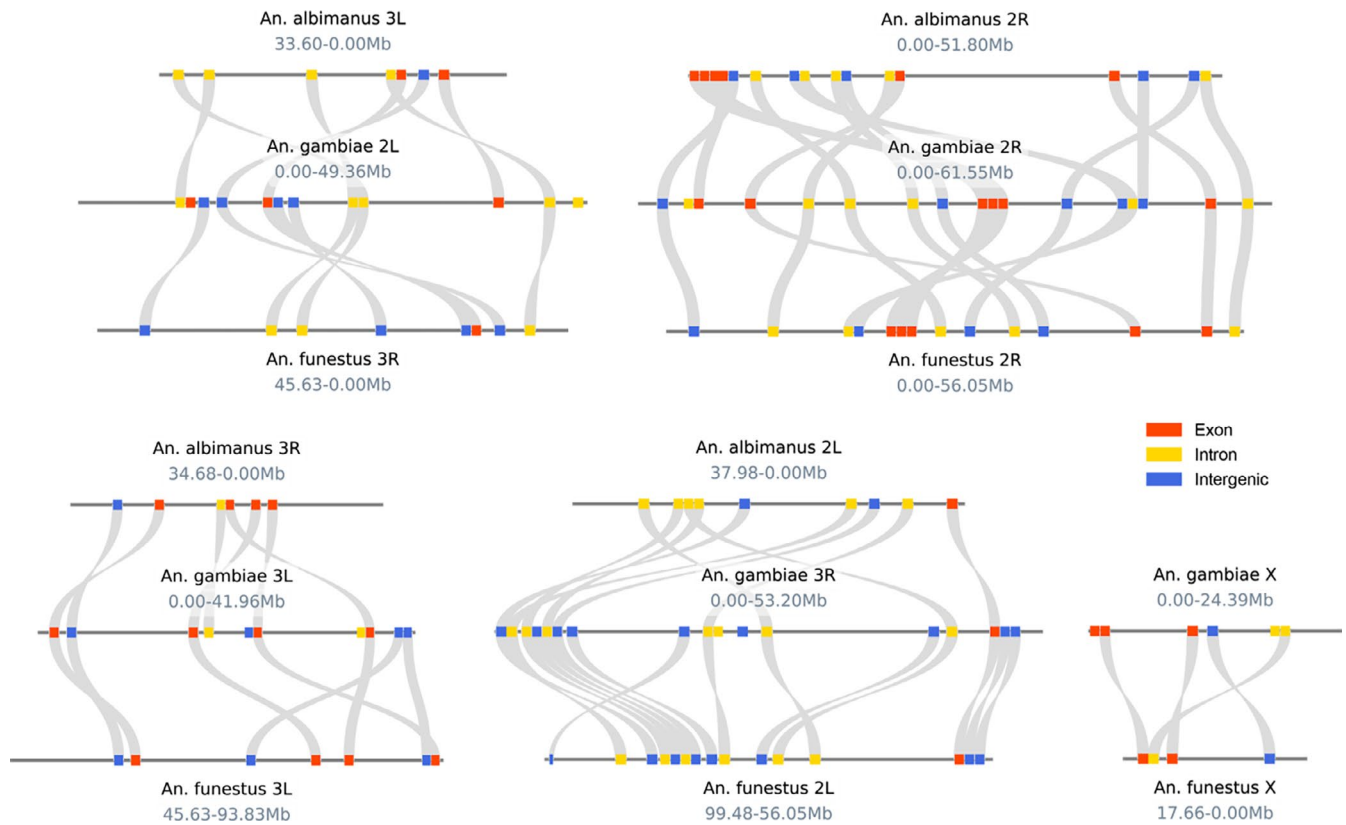 An. albimanus 3L
33.60-0.00Mb
An. gambiae 2L
0.00-49.36Mb
An. funestus 3R
45.63-0.00Mb
An. albimanus 2R
0.00-51.80Mb
An. gambiae 2R
0.00-61.55Mb
An. funestus 2R
0.00-56.05Mb
Exon
Intron
Intergenic
An. albimanus 3R
34.68-0.00Mb
An. gambiae 3L
0.00-41.96Mb
An. funestus 3L
45.63-93.83Mb
An. albimanus 2L
37.98-0.00Mb
An. gambiae 3R
0.00-53.20Mb
An. funestus 2L
99.48-56.05Mb
An. gambiae X
0.00-24.39Mb
An. funestus X
17.66-0.00Mb